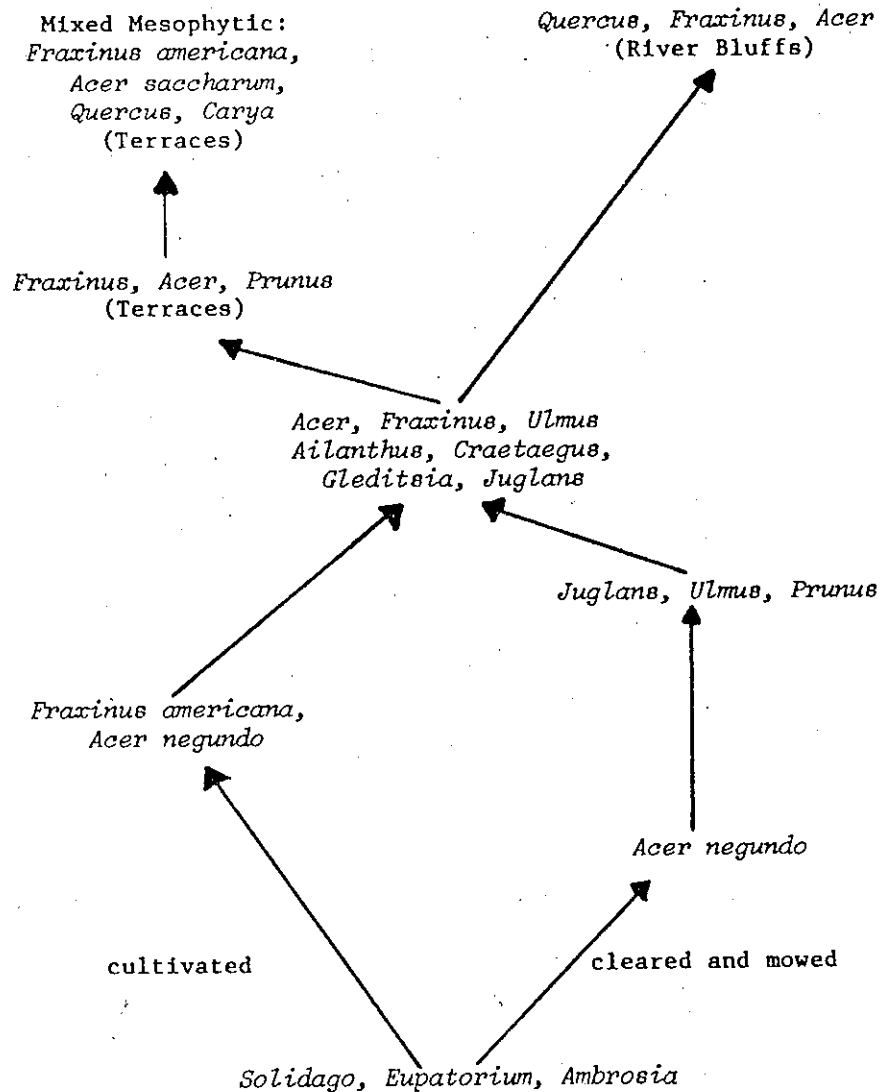 Mixed Mesophytic:
Fraxinus americana,
Acer saccharum,
Quercus, Carya
(Terraces)
Quercus, Fraxinus, Acer
(River Bluffs)
Fraxinus, Acer, Prunus
(Terraces)
Acer, Fraxinus, Ulmus
Ailanthus, Craetaegus,
Gleditsia, Juglans
Juglans, Ulmus, Prunus
Fraxinus americana,
Acer negundo
Acer negundo
cultivated
cleared and mowed
Solidago, Eupatorium, Ambrosia